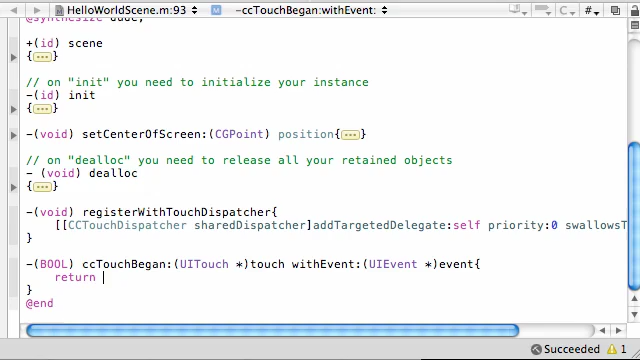 HelloWorldScene.m:93 -ccTouchBegan:withEvent: C #
+(id) scene
{...}
// on "init" you need to initialize your instance
-(id) init
{...}
-(void) setCenterOfScreen:(CGPoint) position{...}
// on "dealloc" you need to release all your retained objects
- (void) dealloc
{...}
-(void) registerWithTouchDispatcher{
[[CCTouchDispatcher sharedDispatcher]addTargetedDelegate:self priority:0 swallowsT
}
-(BOOL) ccTouchBegan:(UITouch *)touch withEvent:(UIEvent *)event{
return
}
@end
Succeeded 1